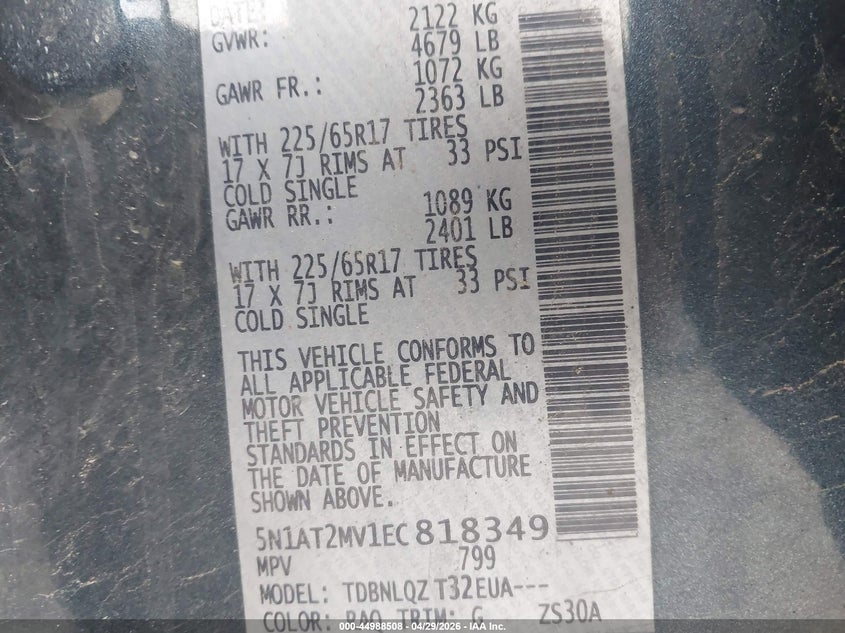 DATE: 2122 KG
GVWR: 4679 LB
1072 KG
GAWR FR.: 2363 LB
WITH 225/65R17 TIRES
17 X 7J RIMS AT 33 PSI
COLD SINGLE
GAWR RR.: 1089 KG
2401 LB
WITH 225/65R17 TIRES
17 X 7J RIMS AT 33 PSI
COLD SINGLE
THIS VEHICLE CONFORMS TO
ALL APPLICABLE FEDERAL
MOTOR VEHICLE SAFETY AND
THEFT PREVENTION
STANDARDS IN EFFECT ON
THE DATE OF MANUFACTURE
SHOWN ABOVE.
5N1AT2MV1EC818349
MPV 799
MODEL: TDBNLQZ T32EUA---
COLOR: RAQ TRIM: G ZS30A
000-44988508 - 04/29/2026 - IAA Inc.